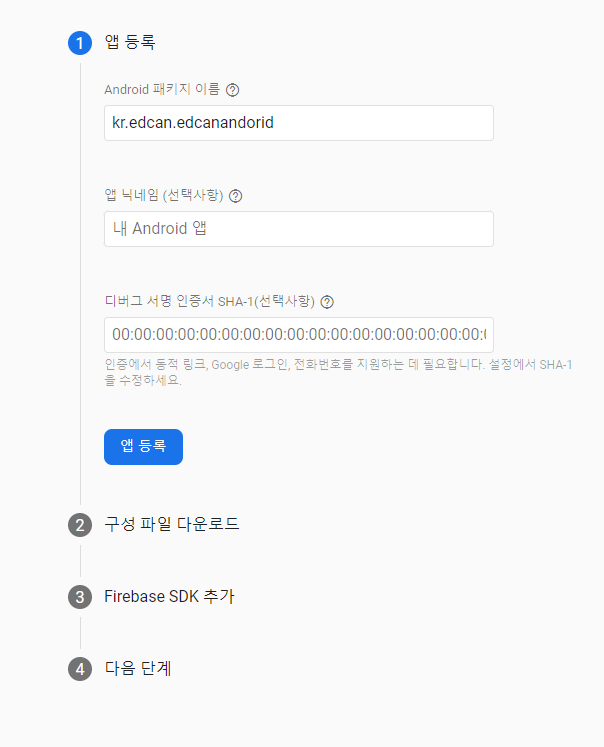 1 앱 등록
Android 패키지 이름 ?
kr.edcan.edcanandorid
앱 닉네임 (선택사항) ?
내 Android 앱
디버그 서명 인증서 SHA-1(선택사항) ?
00:00:00:00:00:00:00:00:00:00:00:00:00:00:00:00:00:0
인증에서 동적 링크, Google 로그인, 전화번호를 지원하는 데 필요합니다. 설정에서 SHA-1
을 수정하세요.
앱 등록
2 구성 파일 다운로드
3 Firebase SDK 추가
4 다음 단계